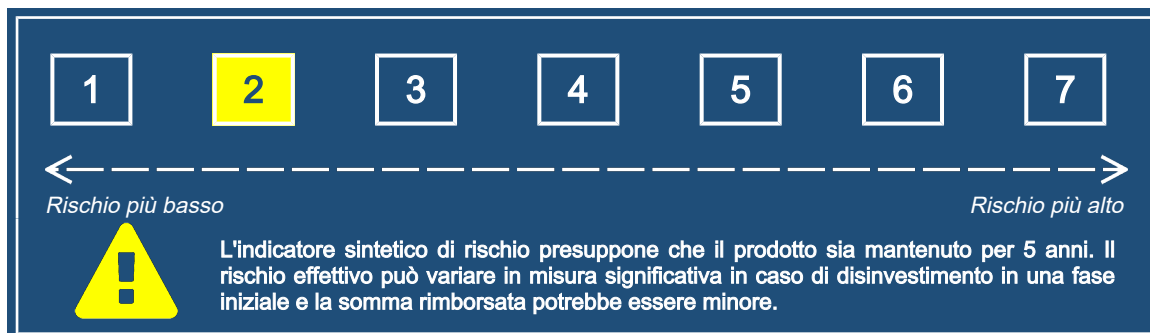 1 2 3 4 5 6 7
Rischio più basso Rischio più alto
L'indicatore sintetico di rischio presuppone che il prodotto sia mantenuto per 5 anni. Il
rischio effettivo può variare in misura significativa in caso di disinvestimento in una fase
iniziale e la somma rimborsata potrebbe essere minore.